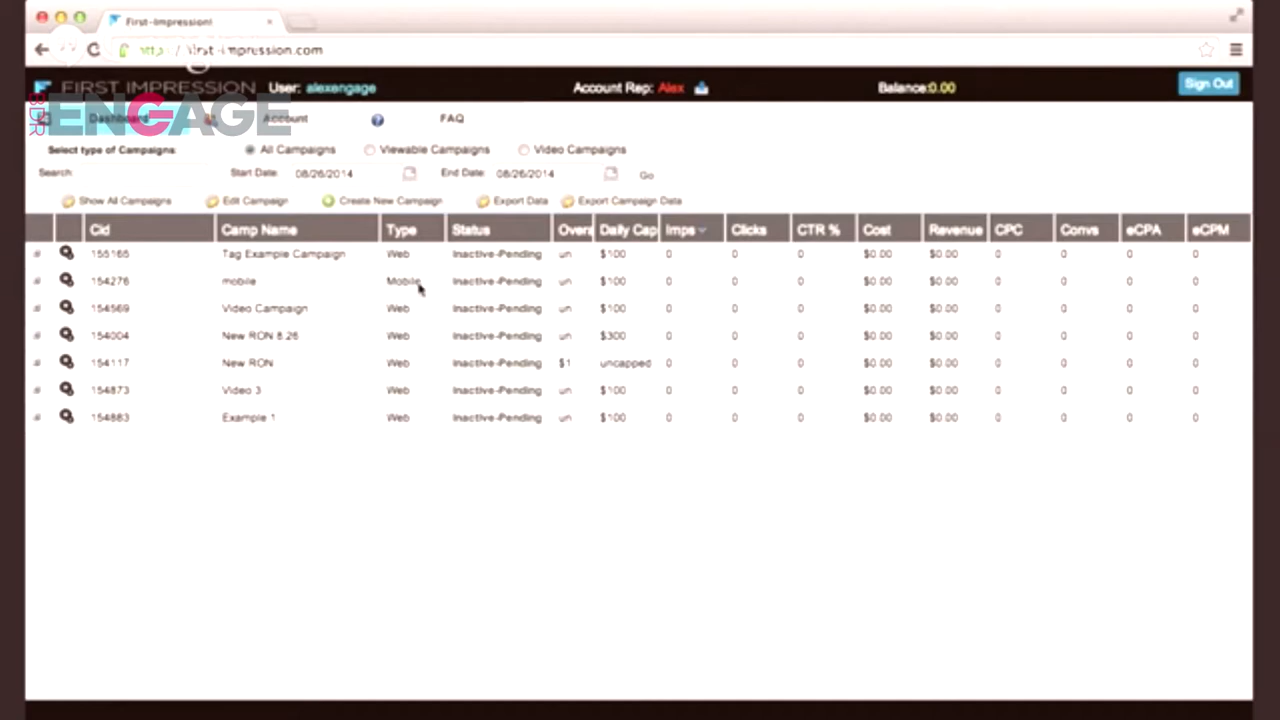 First-Impression!
http://first-impression.com
FIRST IMPRESSION User: alexengage Account Rep: Alex Balance:0.00 Sign Out
BDR ENGAGE
Dashboard Account FAQ
Select type of Campaigns All Campaigns Viewable Campaigns Video Campaigns
Search: Start Date 08/26/2014 End Date: 08/26/2014 Go
Show All Campaigns Edit Campaign Create New Campaign Export Data Export Campaign Data
Cid Camp Name Type Status Overa Daily Cap Imps Clicks CTR % Cost Revenue CPC Convs eCPA eCPM
155165 Tag Example Campaign Web Inactive-Pending un $100 0 0 0 $0.00 $0.00 0 0 0 0
154276 mobile Mobile Inactive-Pending un $100 0 0 0 $0.00 $0.00 0 0 0 0
154569 Video Campaign Web Inactive-Pending un $100 0 0 0 $0.00 $0.00 0 0 0 0
154004 New RON 8.26 Web Inactive-Pending un $300 0 0 0 $0.00 $0.00 0 0 0 0
154117 New RON Web Inactive-Pending $1 uncapped 0 0 0 $0.00 $0.00 0 0 0 0
154873 Video 3 Web Inactive-Pending un $100 0 0 0 $0.00 $0.00 0 0 0 0
154883 Example 1 Web Inactive-Pending un $100 0 0 0 $0.00 $0.00 0 0 0 0